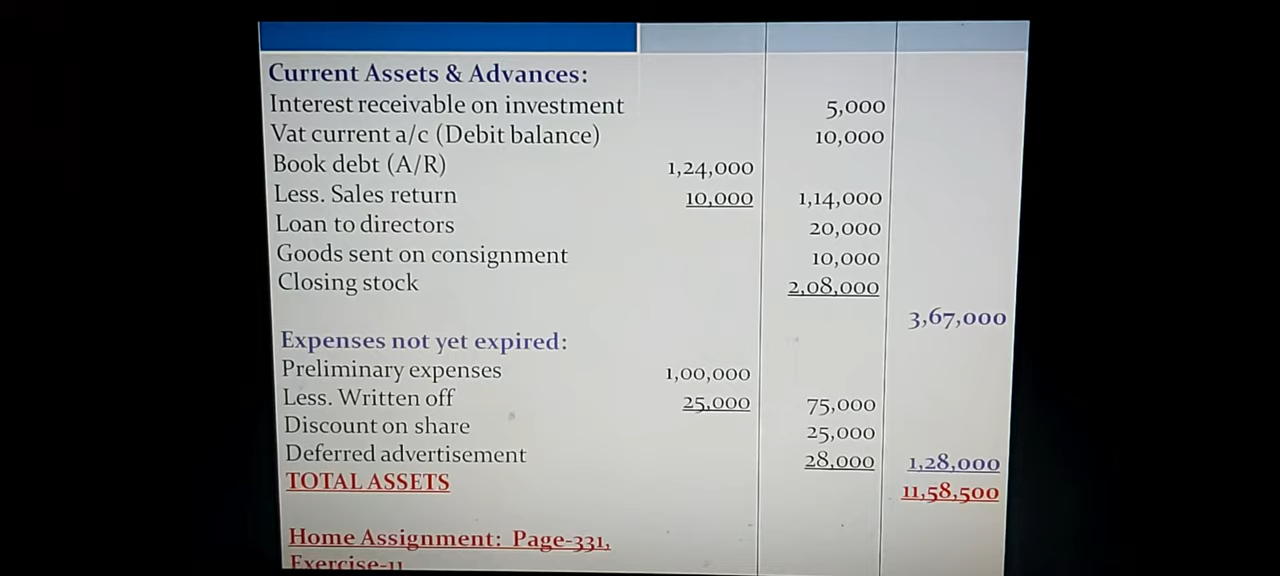 Current Assets & Advances:
Interest receivable on investment 5,000
Vat current a/c (Debit balance) 10,000
Book debt (A/R) 1,24,000
Less. Sales return 10,000 1,14,000
Loan to directors 20,000
Goods sent on consignment 10,000
Closing stock 2,08,000
3,67,000
Expenses not yet expired:
Preliminary expenses 1,00,000
Less. Written off 25,000 75,000
Discount on share 25,000
Deferred advertisement 28,000 1,28,000
TOTAL ASSETS 11,58,500
Home Assignment: Page-331,
Exercise-11